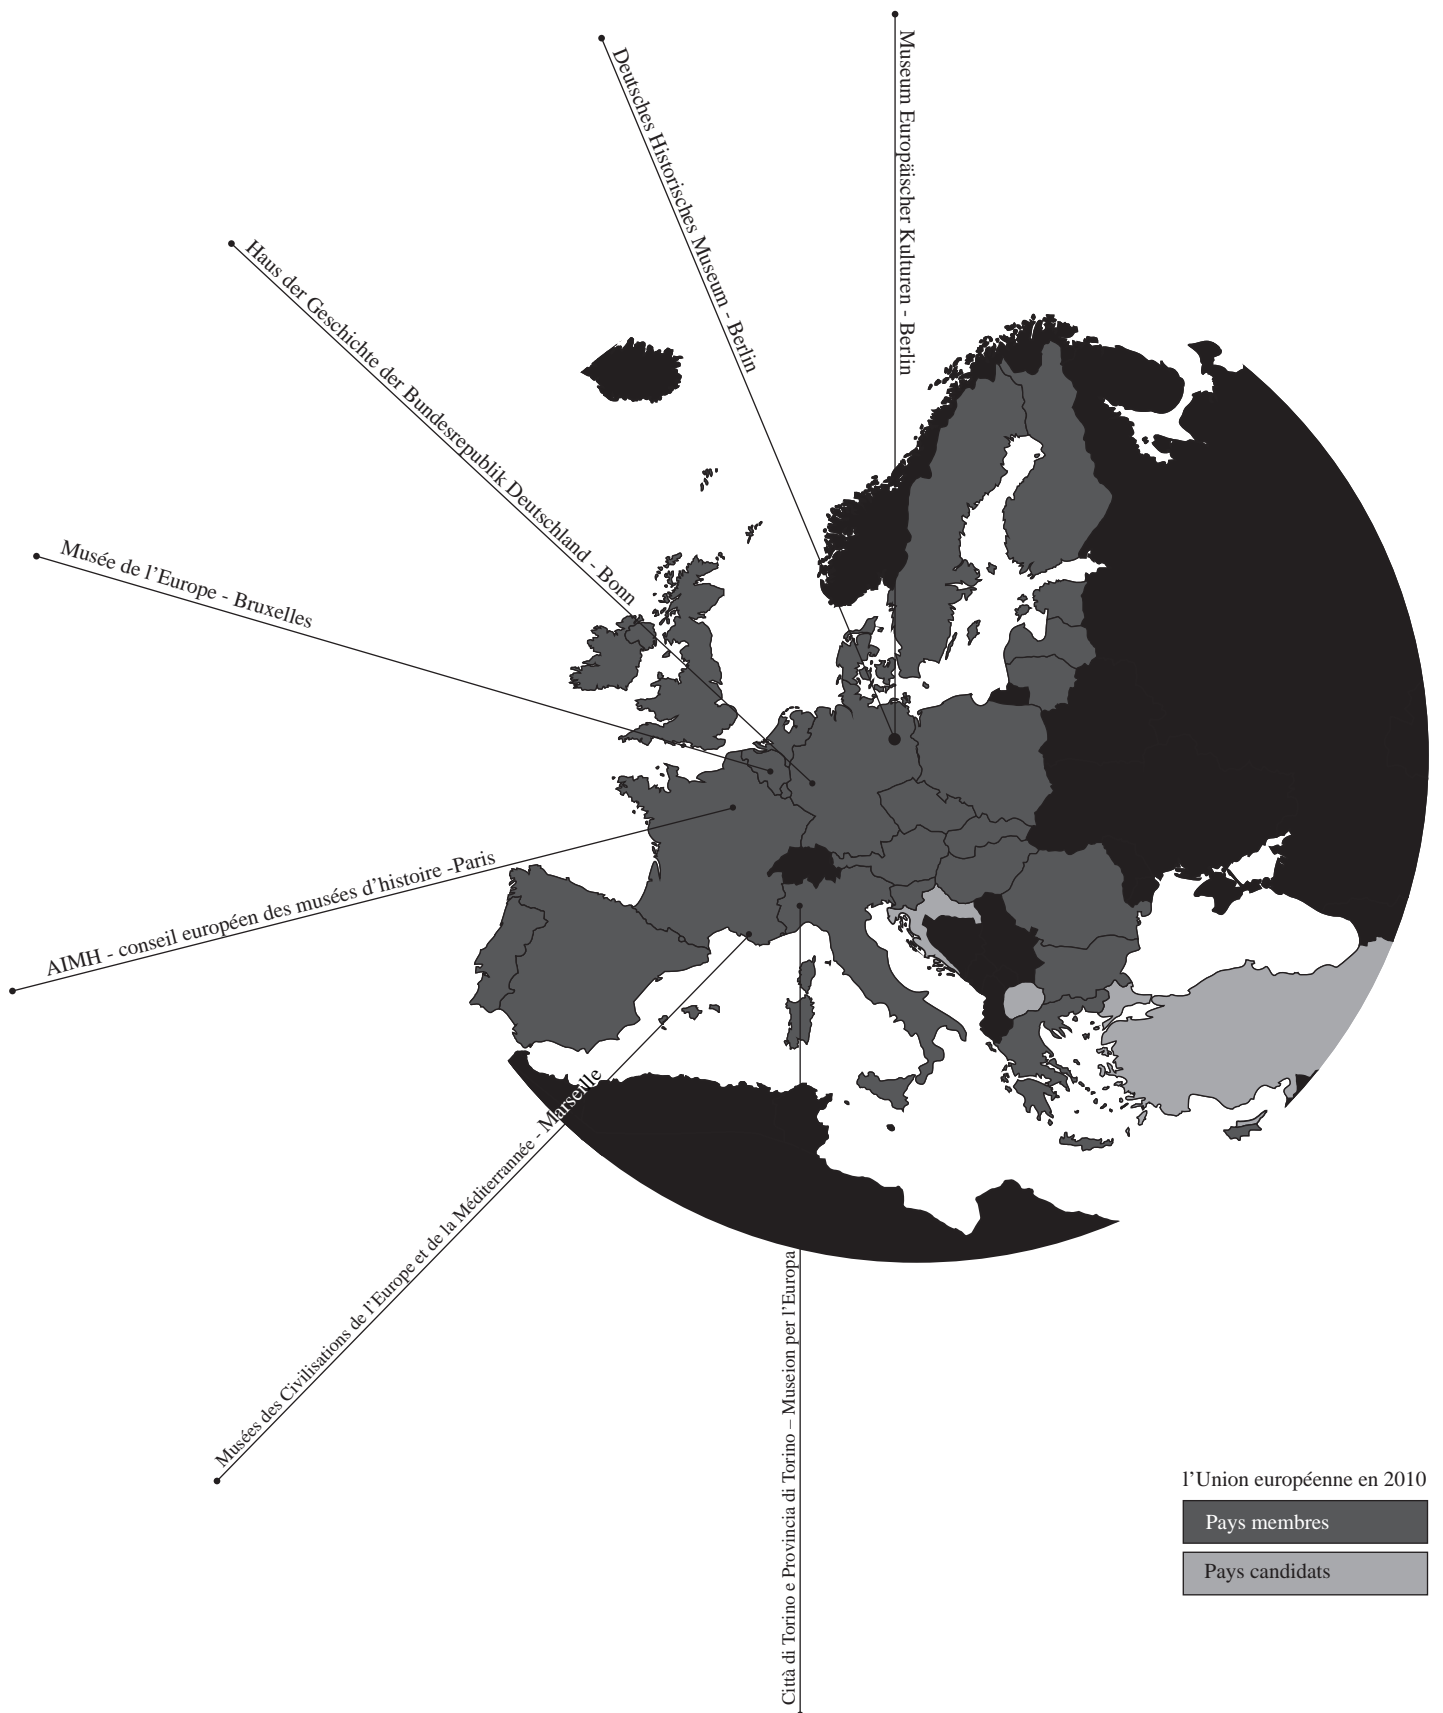 Museum Europäischer Kulturen - Berlin
Deutsches Historisches Museum - Berlin
Haus der Geschichte der Bundesrepublik Deutschland - Bonn
Musée de l’Europe - Bruxelles
AIMH - conseil européen des musées d’histoire -Paris
Musées des Civilisations de l’Europe et de la Méditerrannée - Marseille
Città di Torino e Provincia di Torino – Museion per l’Europa
l’Union européenne en 2010
Pays membres
Pays candidats